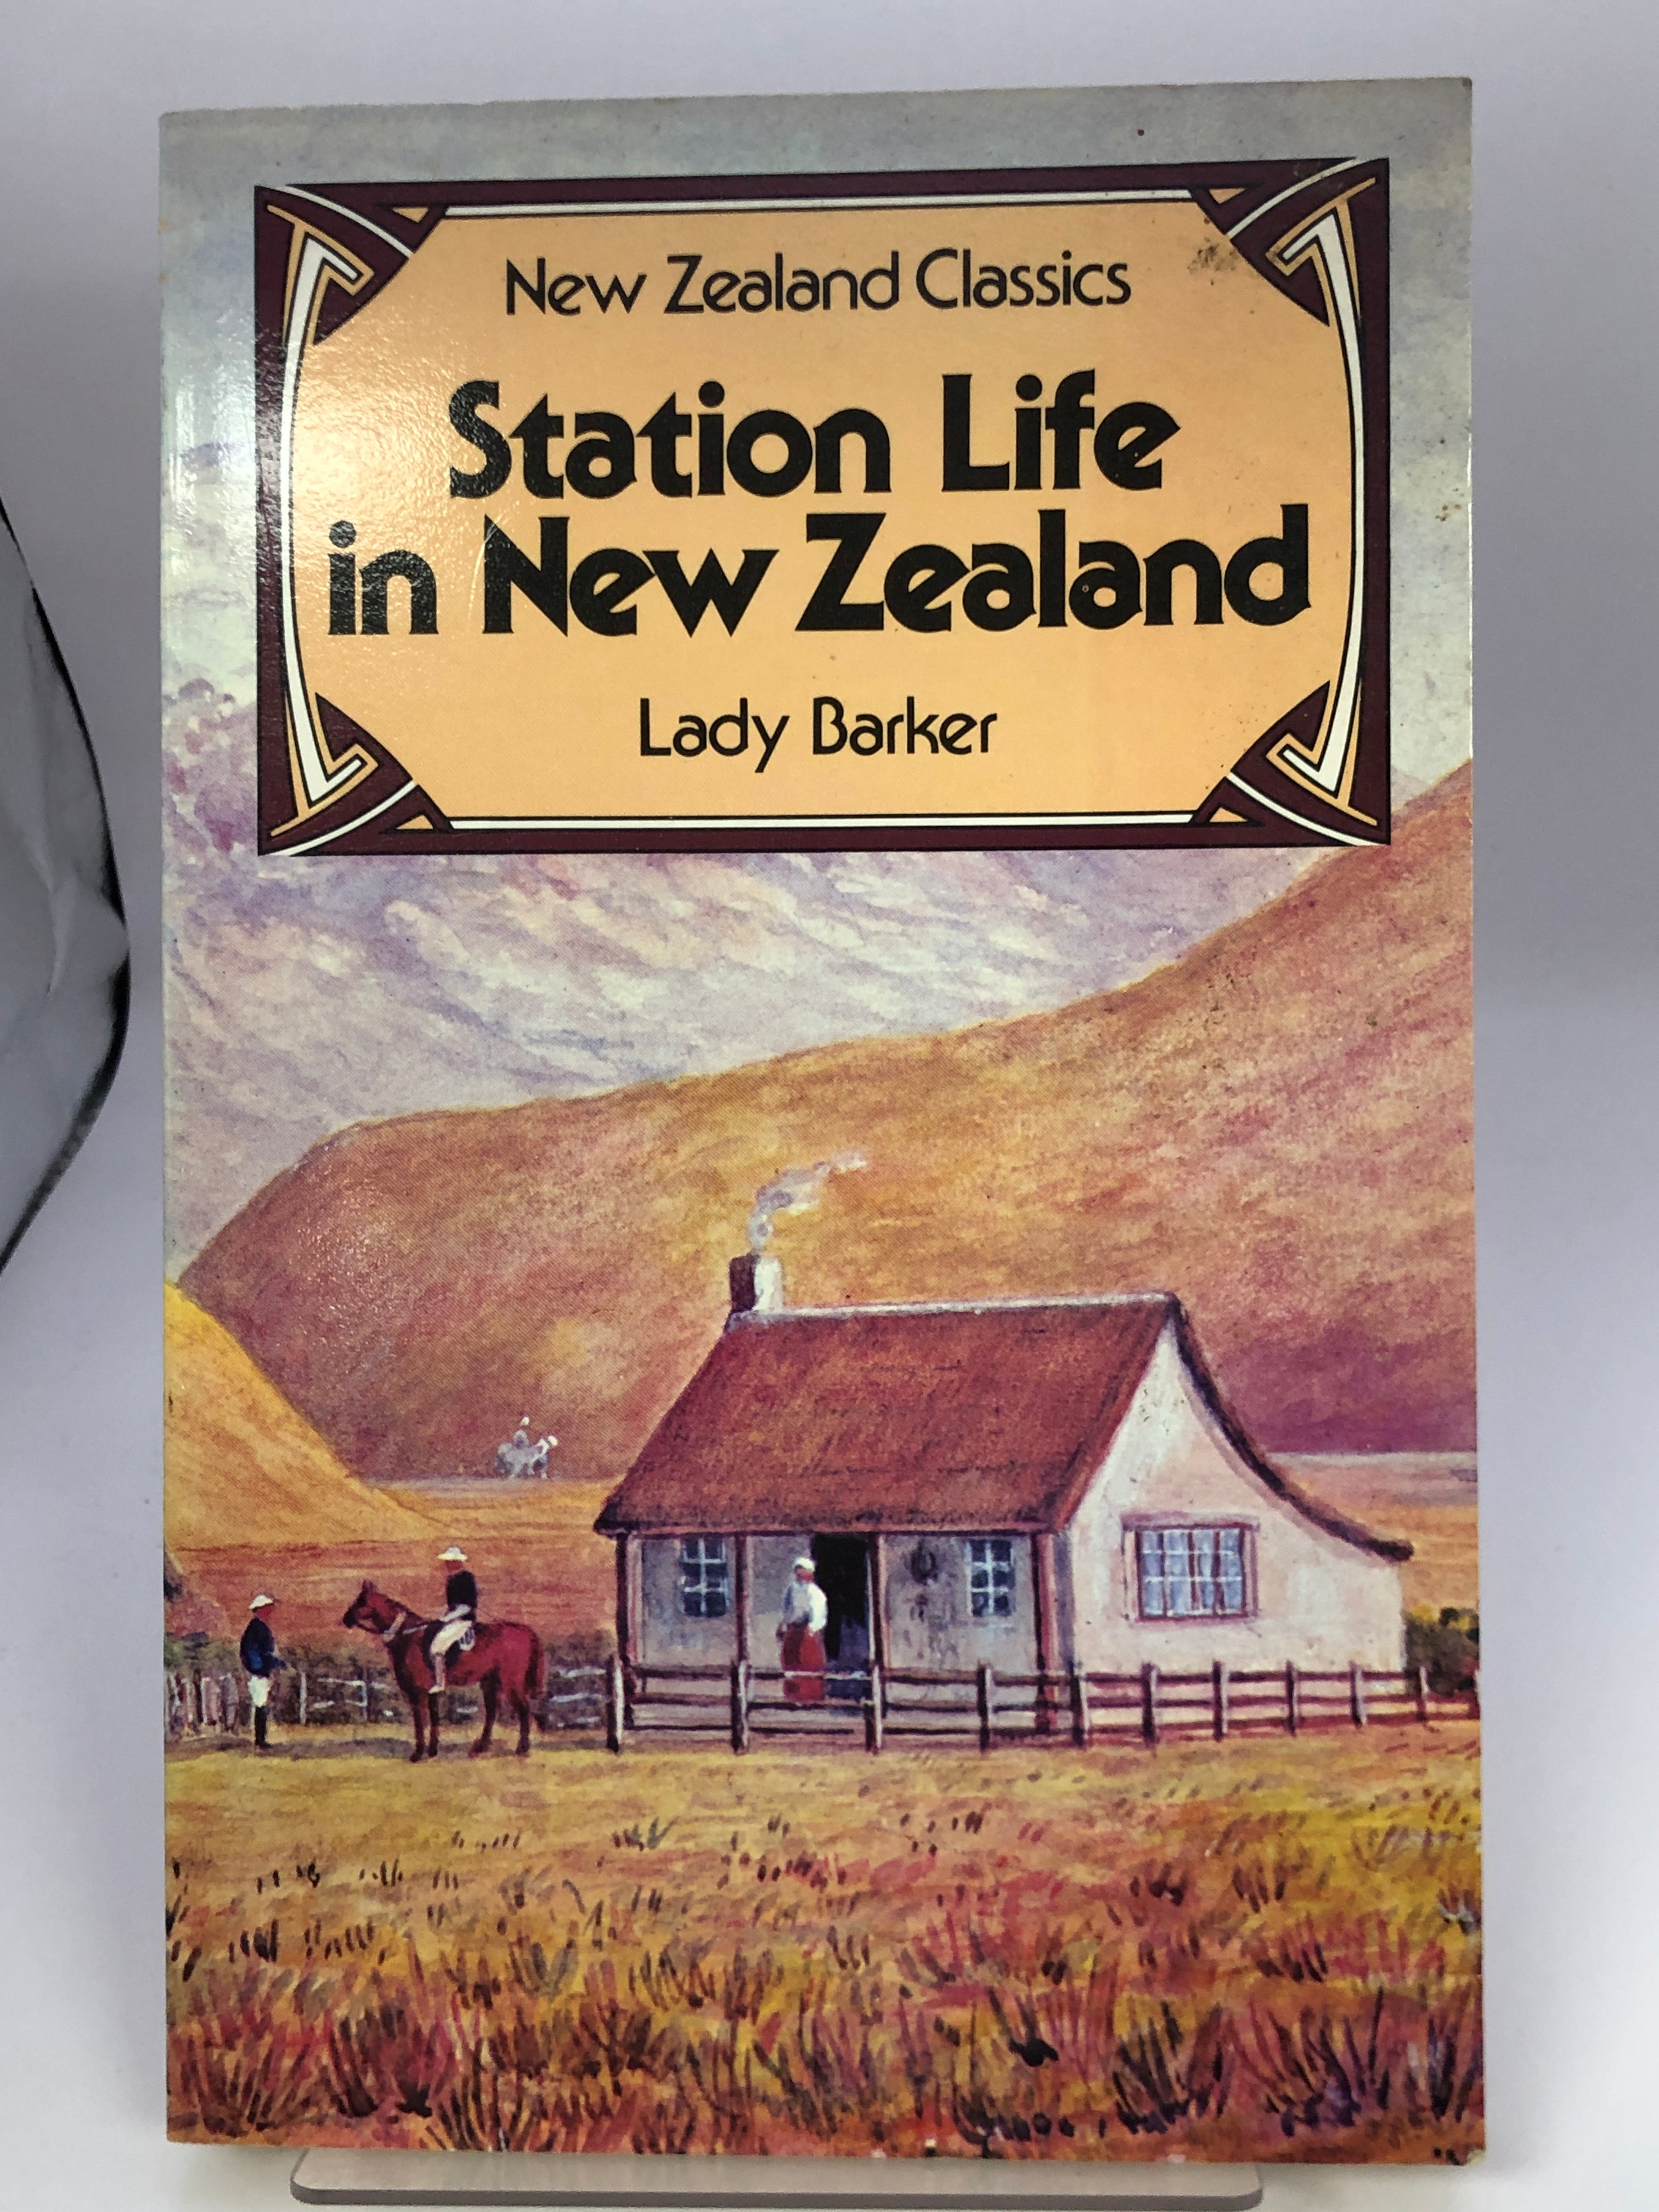 New Zealand Classics
Station Life
in New Zealand
Lady Barker